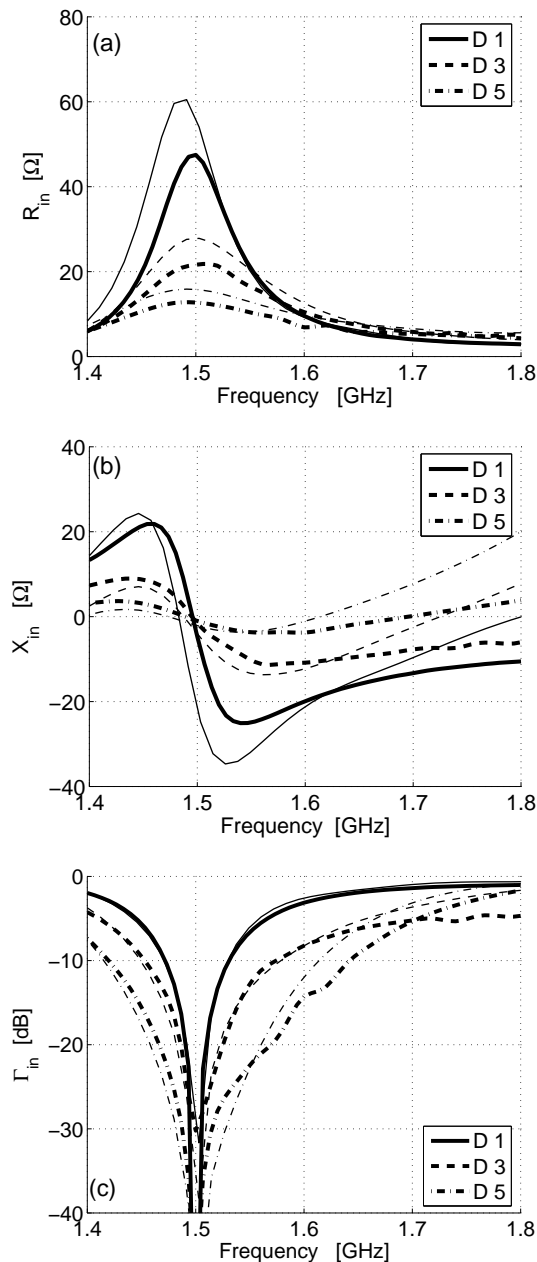 (a)
D 1
D 3
D 5
R_in [Ω]
80
60
40
20
0
1.4 1.5 1.6 1.7 1.8
Frequency [GHz]
(b)
D 1
D 3
D 5
X_in [Ω]
40
20
0
−20
−40
1.4 1.5 1.6 1.7 1.8
Frequency [GHz]
(c)
D 1
D 3
D 5
Γ_in [dB]
0
−10
−20
−30
−40
1.4 1.5 1.6 1.7 1.8
Frequency [GHz]